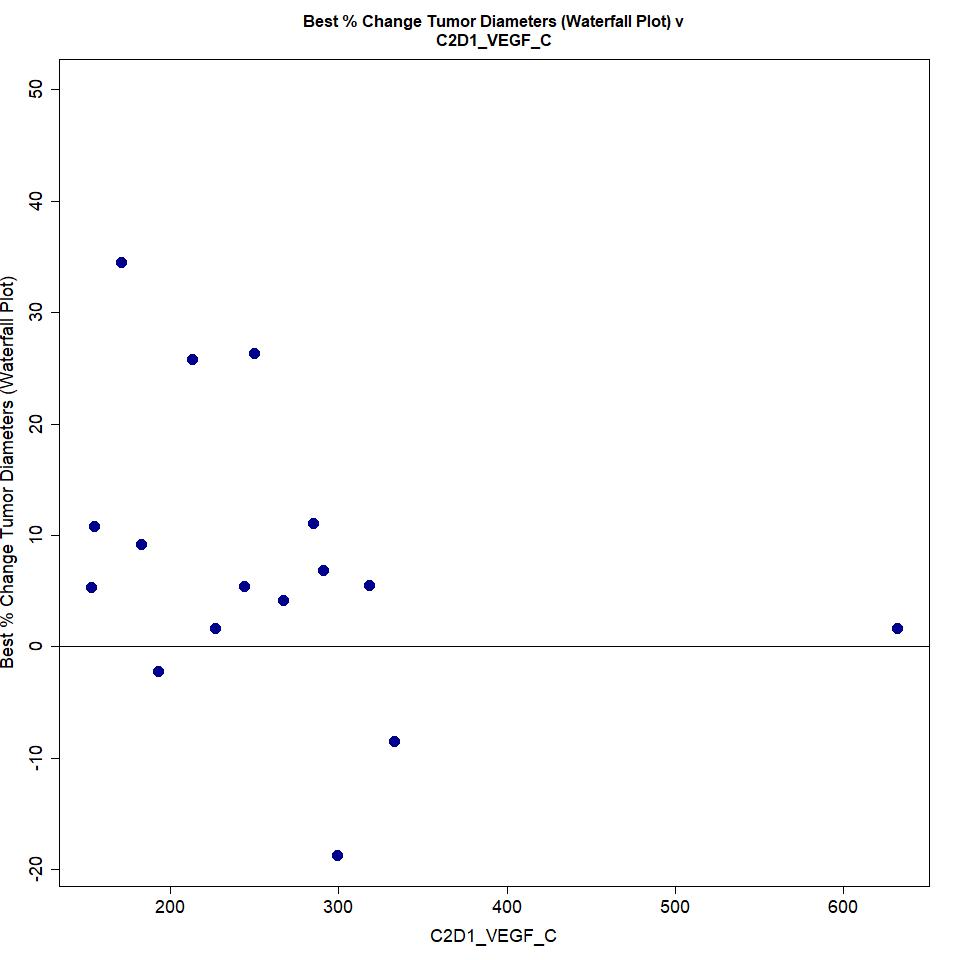 Best % Change Tumor Diameters (Waterfall Plot) v
C2D1_VEGF_C
Best % Change Tumor Diameters (Waterfall Plot)
50
40
30
20
10
0
-10
-20
200 300 400 500 600
C2D1_VEGF_C